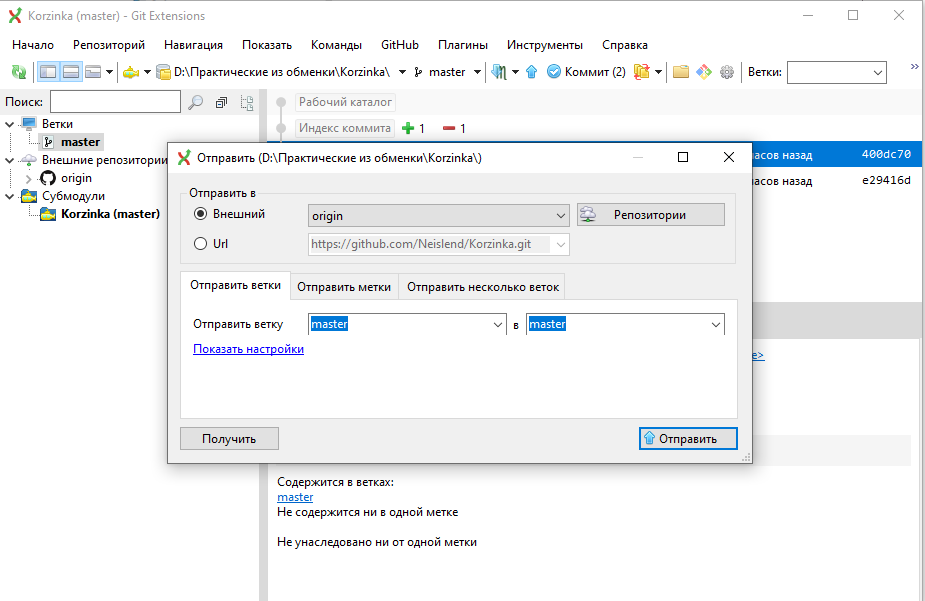 Korzinka (master) - Git Extensions
Начало Репозиторий Навигация Показать Команды GitHub Плагины Инструменты Справка
D:\Практические из обменки\Korzinka\ master Коммит (2) Ветки: »
Поиск:
Рабочий каталог
Индекс коммита 1 1
Ветки
master
Внешние репозитории
origin
Субмодули
Korzinka (master)
назад 400dc70
назад e29416d
Отправить (D:\Практические из обменки\Korzinka\)
Отправить в
Внешний origin Репозитории
Url https://github.com/Neislend/Korzinka.git
Отправить ветки Отправить метки Отправить несколько веток
Отправить ветку master в master
Показать настройки
Получить Отправить
Содержится в ветках:
master
Не содержится ни в одной метке
Не унаследовано ни от одной метки